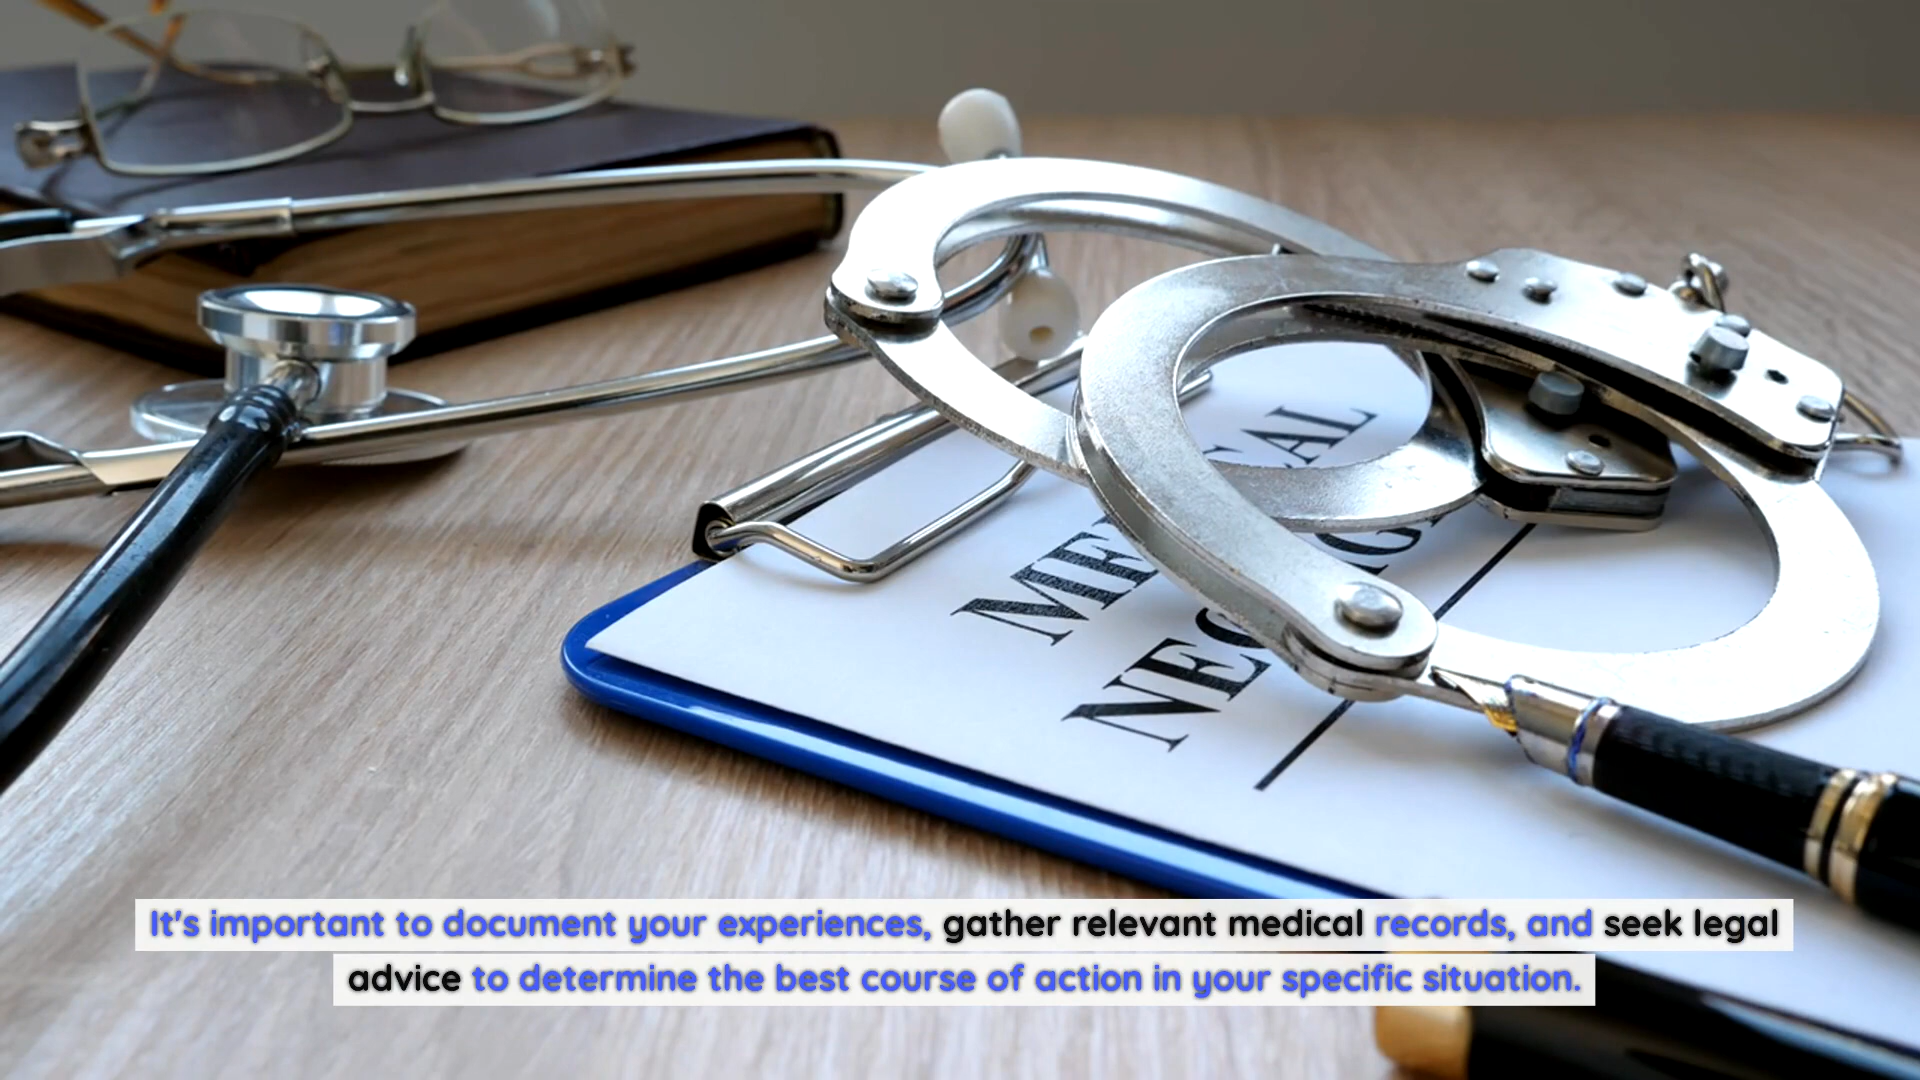 It's important to document your experiences, gather relevant medical records, and seek legal
advice to determine the best course of action in your specific situation.